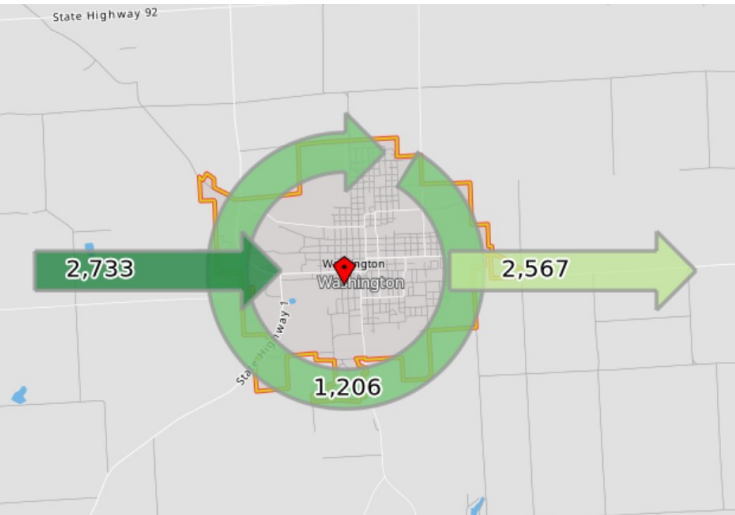 State Highway 92
2,733
Washington
Washington
2,567
State Highway 1
1,206